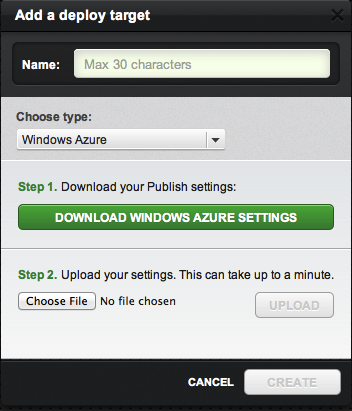 Add a deploy target
Name: Max 30 characters
Choose type:
Windows Azure
Step 1. Download your Publish settings:
DOWNLOAD WINDOWS AZURE SETTINGS
Step 2. Upload your settings. This can take up to a minute.
Choose File No file chosen UPLOAD
CANCEL CREATE